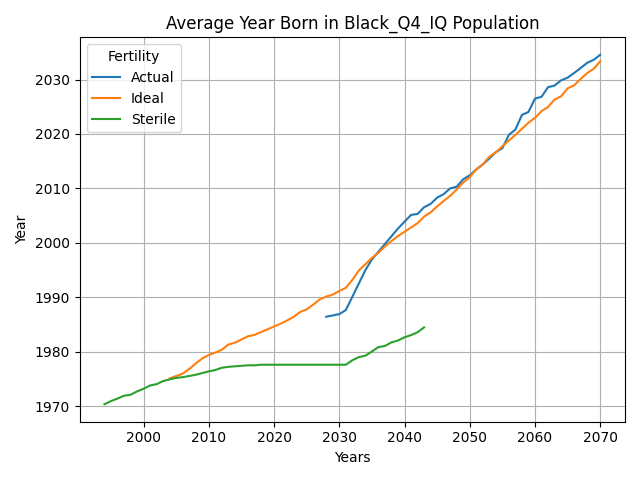 Average Year Born in Black_Q4_IQ Population
Fertility
Actual
Ideal
Sterile
Year
2030
2020
2010
2000
1990
1980
1970
2000 2010 2020 2030 2040 2050 2060 2070
Years